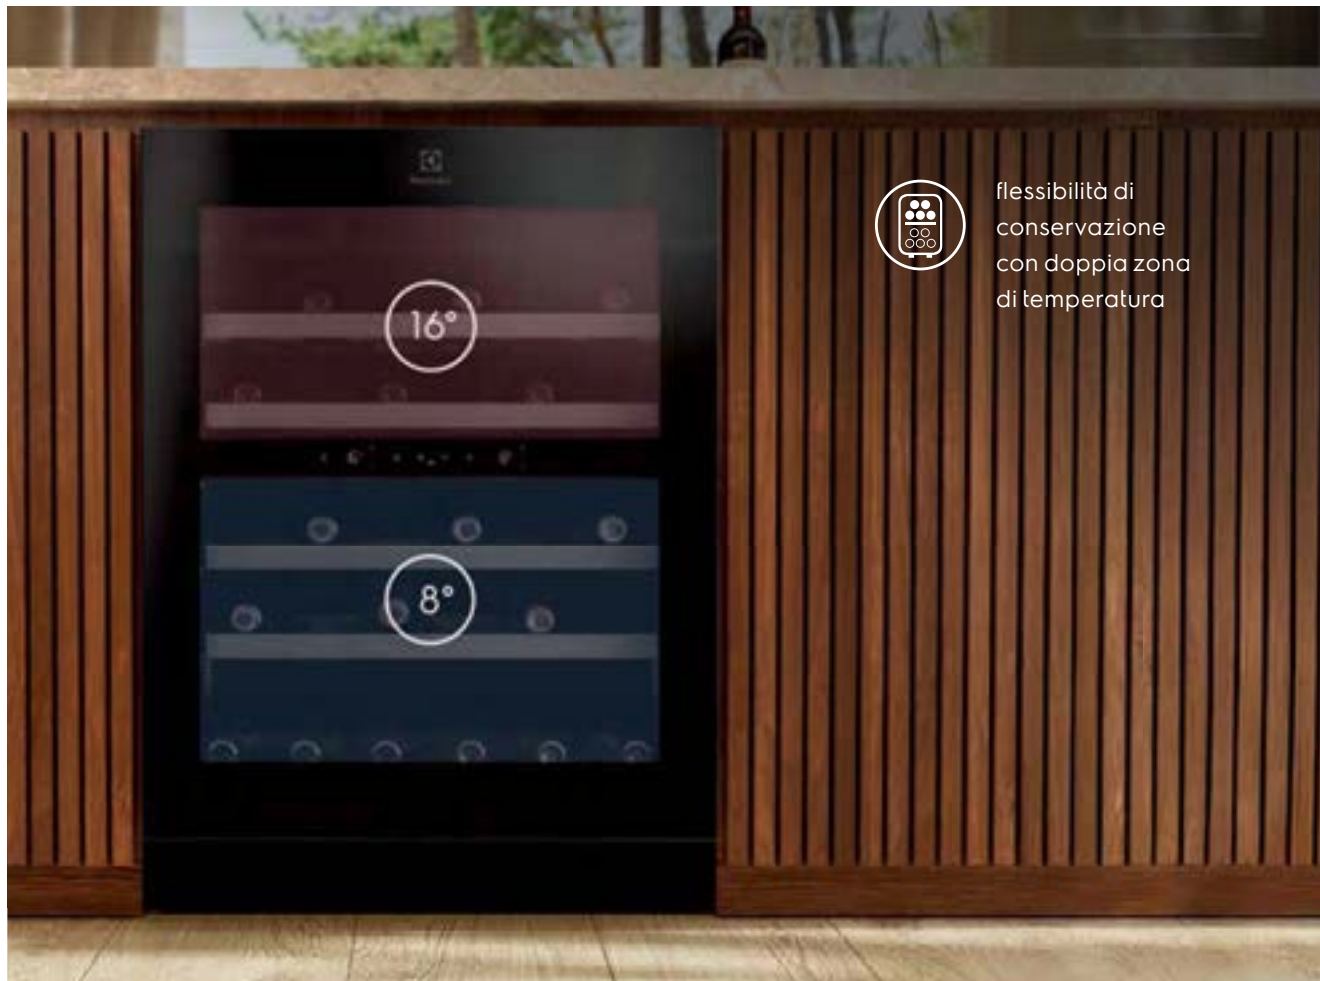 16°
8°
flessibilità di
conservazione
con doppia zona
di temperatura